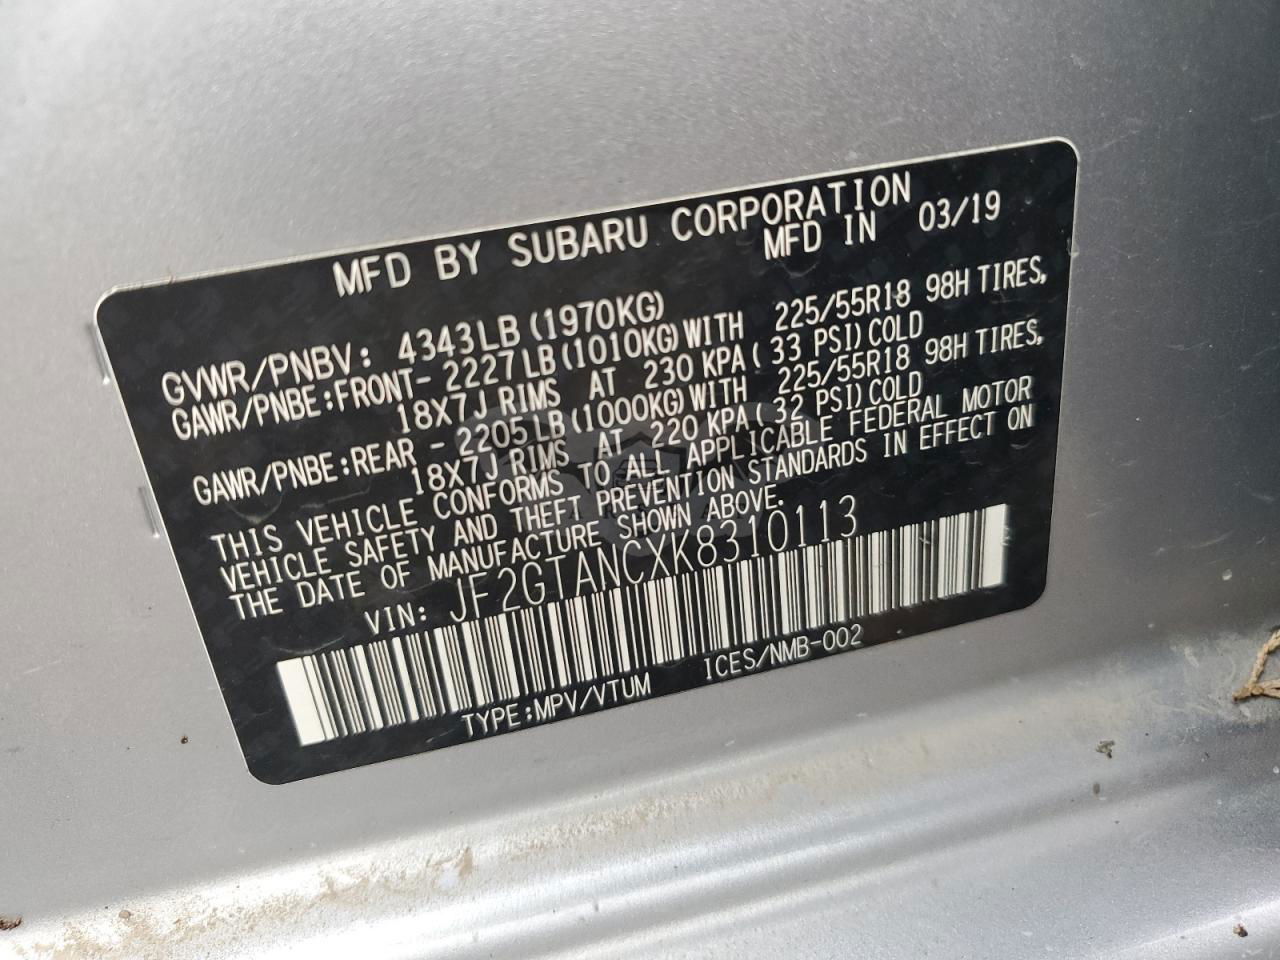 MFD BY SUBARU CORPORATION
MFD IN 03/19
GVWR/PNBV: 4343LB(1970KG)
GAWR/PNBE:FRONT- 2227LB(1010KG)WITH 225/55R18 98H TIRES,
18X7J RIMS AT 230 KPA( 33 PSI)COLD
GAWR/PNBE:REAR - 2205LB(1000KG)WITH 225/55R18 98H TIRES,
18X7J RIMS AT 220 KPA( 32 PSI)COLD
THIS VEHICLE CONFORMS TO ALL APPLICABLE FEDERAL MOTOR
VEHICLE SAFETY AND THEFT PREVENTION STANDARDS IN EFFECT ON
THE DATE OF MANUFACTURE SHOWN ABOVE.
VIN: JF2GTANCXK8310113
TYPE:MPV/VTUM ICES/NMB-002